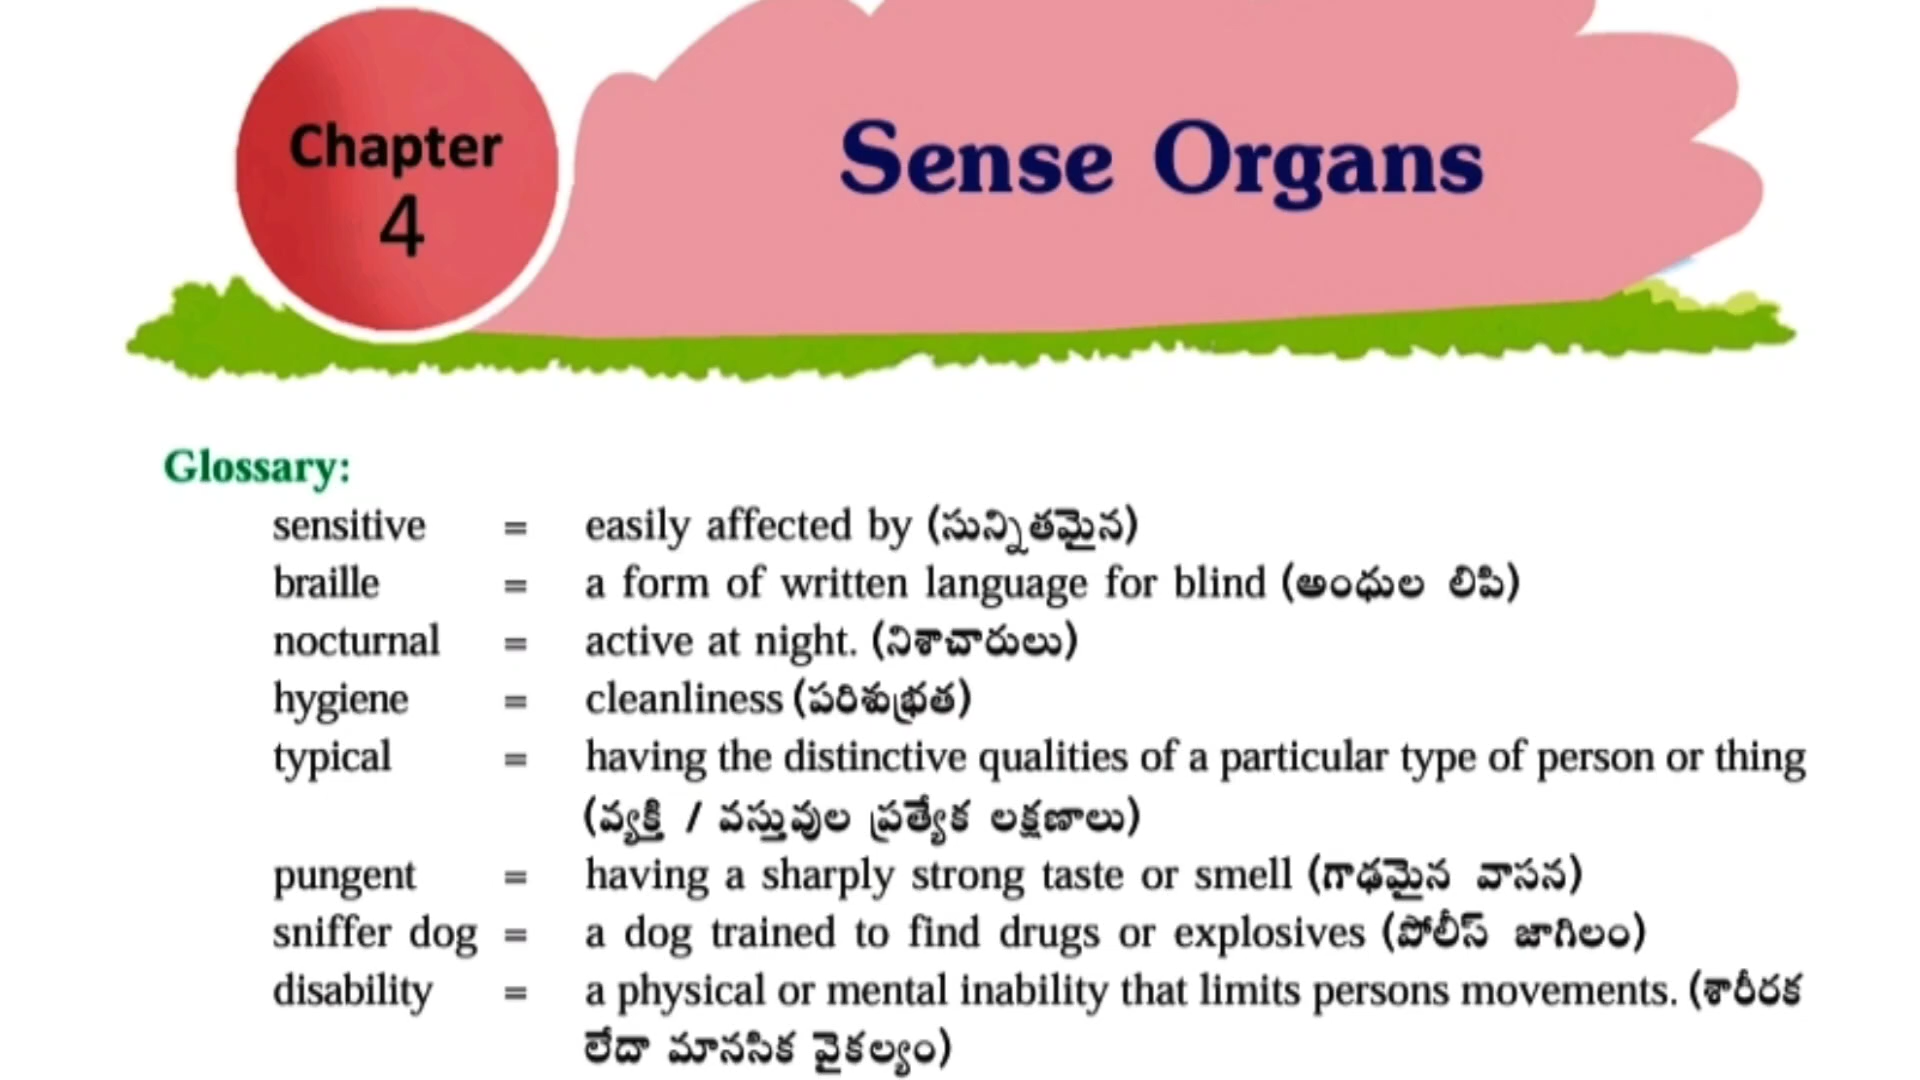 Chapter
4
Sense Organs
Glossary:
sensitive = easily affected by (సున్నితమైన)
braille = a form of written language for blind (అంధుల లిపి)
nocturnal = active at night. (నిశాచారులు)
hygiene = cleanliness (పరిశుభ్రత)
typical = having the distinctive qualities of a particular type of person or thing
(వ్యక్తి / వస్తువుల ప్రత్యేక లక్షణాలు)
pungent = having a sharply strong taste or smell (గాఢమైన వాసన)
sniffer dog = a dog trained to find drugs or explosives (పోలీస్ జాగిలం)
disability = a physical or mental inability that limits persons movements. (శారీరక
లేదా మానసిక వైకల్యం)